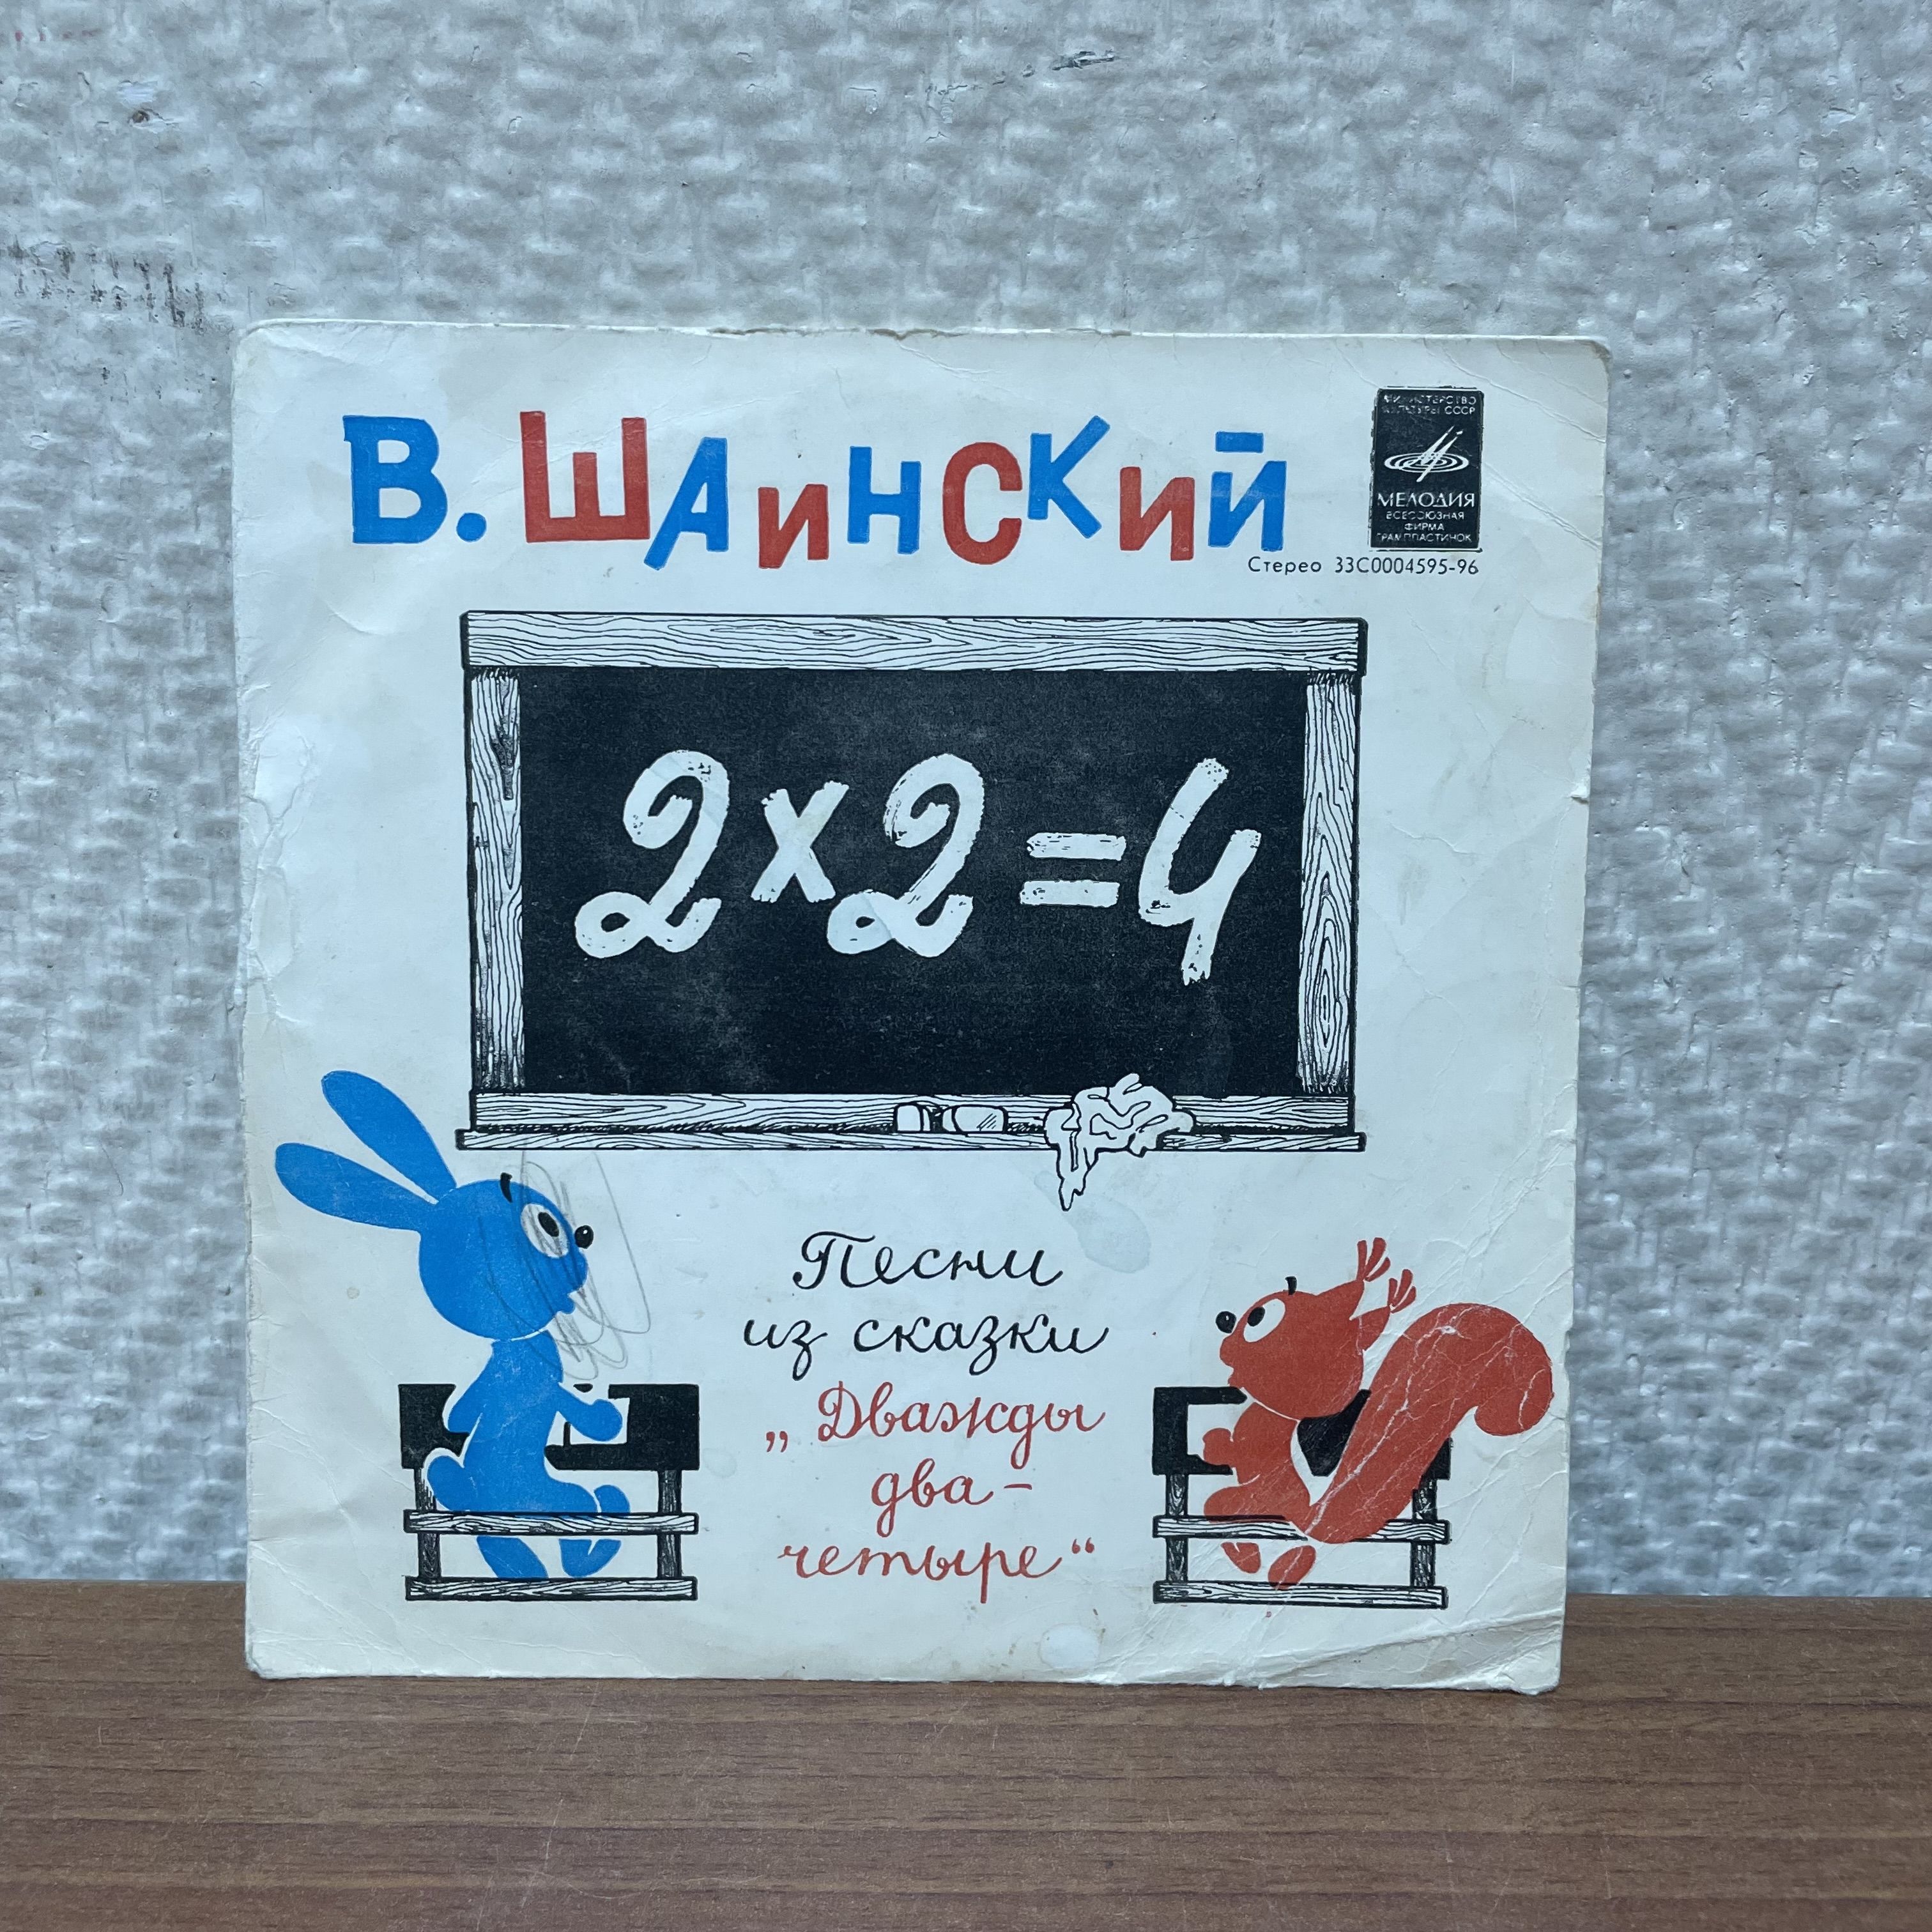 В. ШАИНСКИЙ
МИНИСТЕРСТВО
КУЛЬТУРЫ СССР
МЕЛОДИЯ
ВСЕСОЮЗНАЯ
ФИРМА
ГРАМПЛАСТИНОК
Стерео 33С0004595-96
2×2=4
Песни
из сказки
„Дважды
два-
четыре“